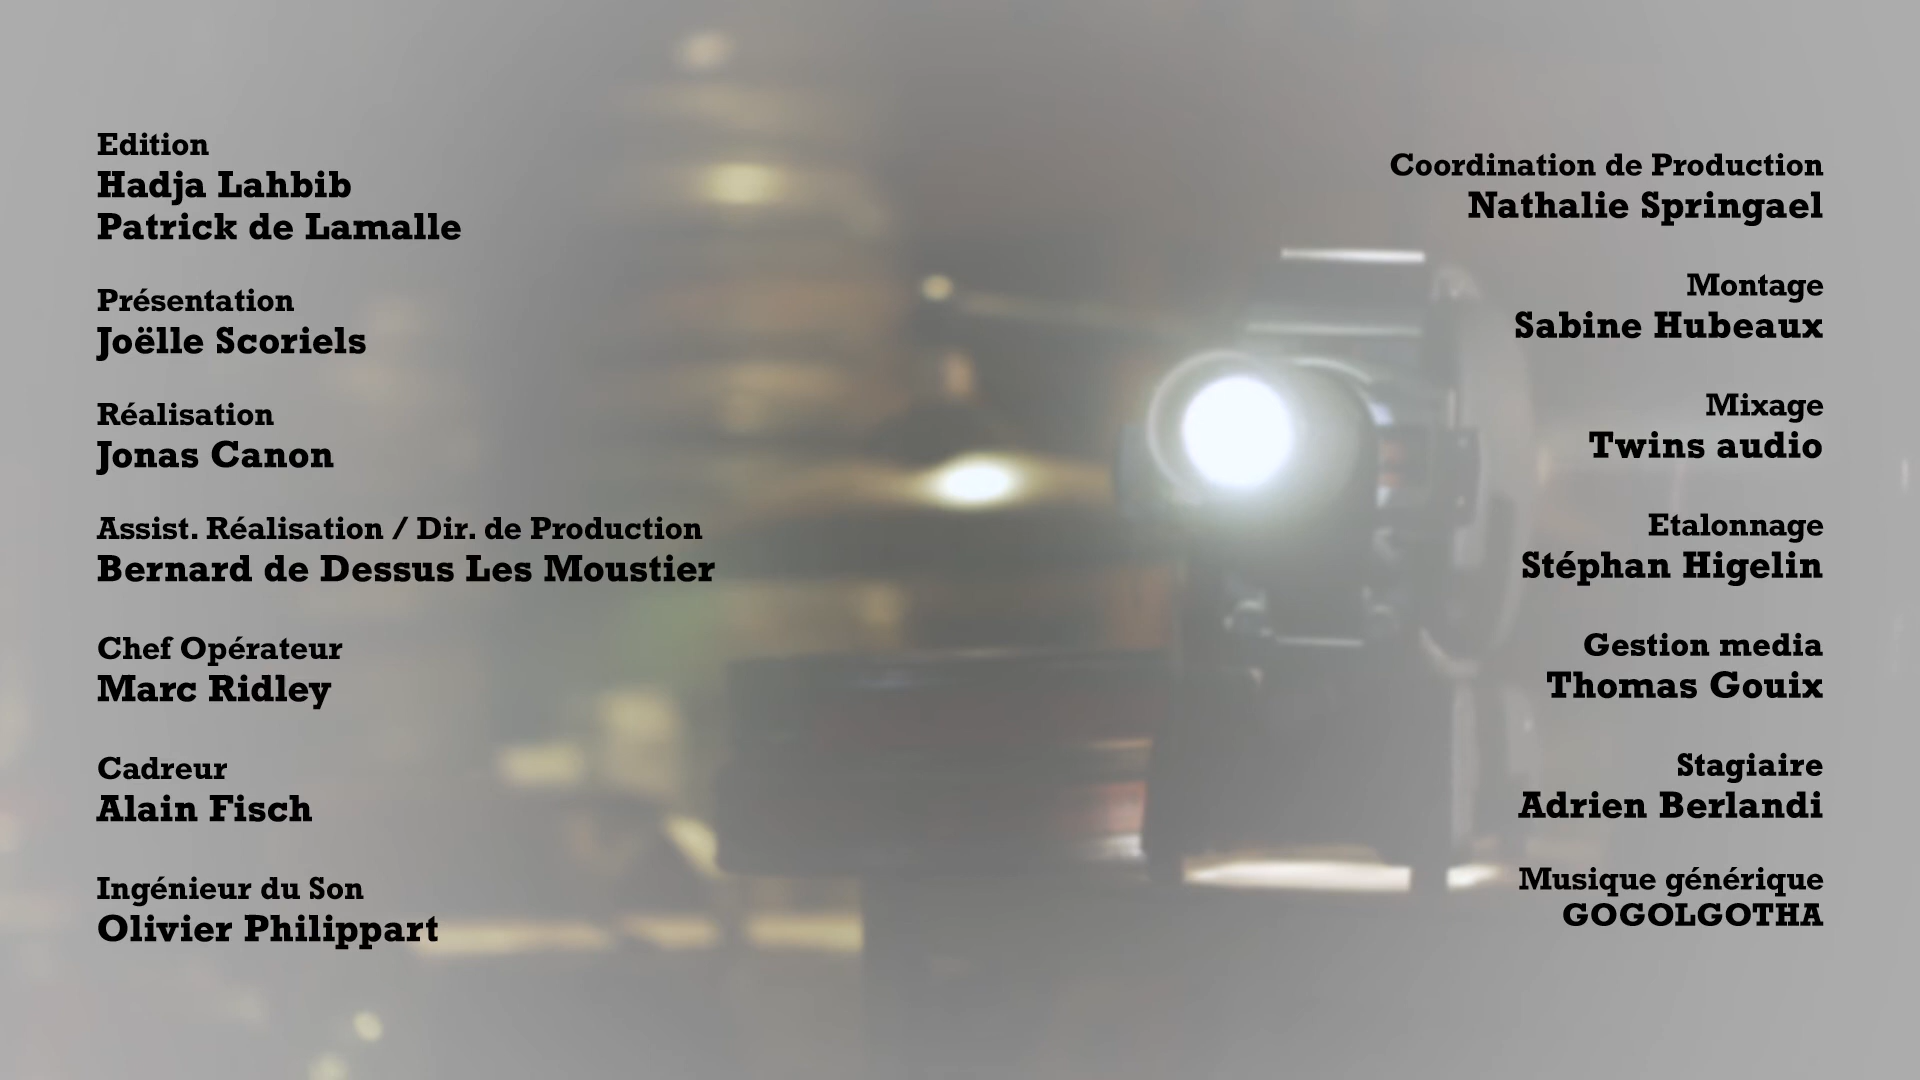 Edition
Hadja Lahbib
Patrick de Lamalle
Présentation
Joëlle Scoriels
Réalisation
Jonas Canon
Assist. Réalisation / Dir. de Production
Bernard de Dessus Les Moustier
Chef Opérateur
Marc Ridley
Cadreur
Alain Fisch
Ingénieur du Son
Olivier Philippart
Coordination de Production
Nathalie Springael
Montage
Sabine Hubeaux
Mixage
Twins audio
Etalonnage
Stéphan Higelin
Gestion media
Thomas Gouix
Stagiaire
Adrien Berlandi
Musique générique
GOGOLGOTHA